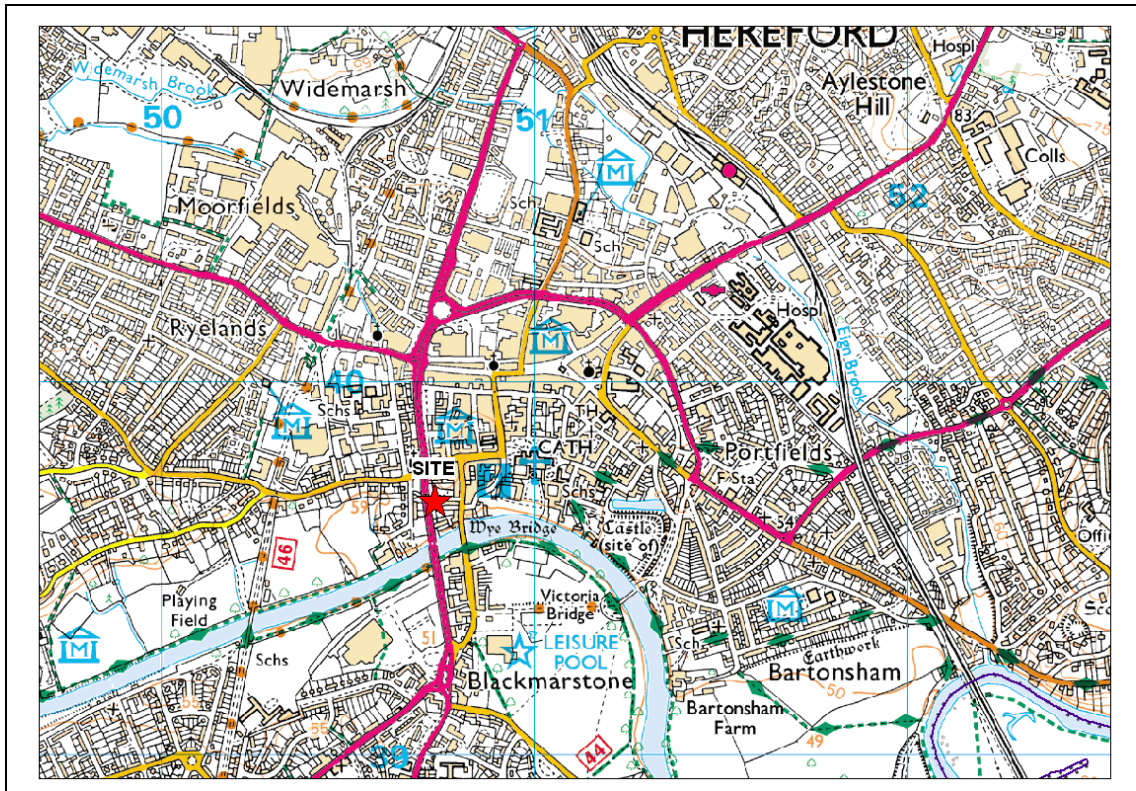 HEREFORD
Hospl
Aylestone
Hill
Widemarsh Brook
Widemarsh
50
51
M
83
75
Colls
52
Moorfields
Sch
Sch
Ryelands
Hospl
M
Eign Brook
40
Schs
M
M
TH
CATH
Portfields
SITE
F Sta
Schs
59
Wye Bridge
Castle
(site of)
54
60
46
Playing
Field
Victoria
Bridge
M
51
M
LEISURE
POOL
Schs
Sch
Earthwork
Blackmarstone
Bartonsham
50
55
55
Bartonsham
Farm
49
44
39